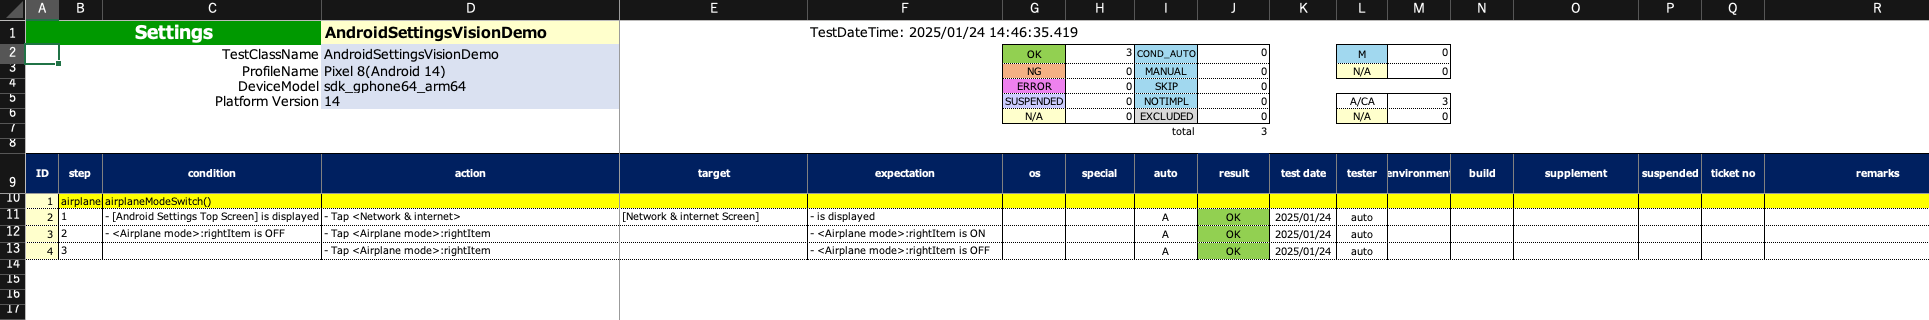 A B C D E F G H I J K L M N O P Q R
1 Settings AndroidSettingsVisionDemo TestDateTime: 2025/01/24 14:46:35.419
2 TestClassName AndroidSettingsVisionDemo OK 3 COND_AUTO 0 M 0
3 ProfileName Pixel 8(Android 14) NG 0 MANUAL 0 N/A 0
4 DeviceModel sdk_gphone64_arm64 ERROR 0 SKIP 0
5 Platform Version 14 SUSPENDED 0 NOTIMPL 0 A/CA 3
6 N/A 0 EXCLUDED 0 N/A 0
7 total 3
8
9 ID step condition action target expectation os special auto result test date tester environment build supplement suspended ticket no remarks
10 1 airplane airplaneModeSwitch()
11 2 1 - [Android Settings Top Screen] is displayed - Tap <Network & internet> [Network & internet Screen] - is displayed A OK 2025/01/24 auto
12 3 2 - <Airplane mode>:rightItem is OFF - Tap <Airplane mode>:rightItem - <Airplane mode>:rightItem is ON A OK 2025/01/24 auto
13 4 3 - Tap <Airplane mode>:rightItem - <Airplane mode>:rightItem is OFF A OK 2025/01/24 auto
14
15
16
17